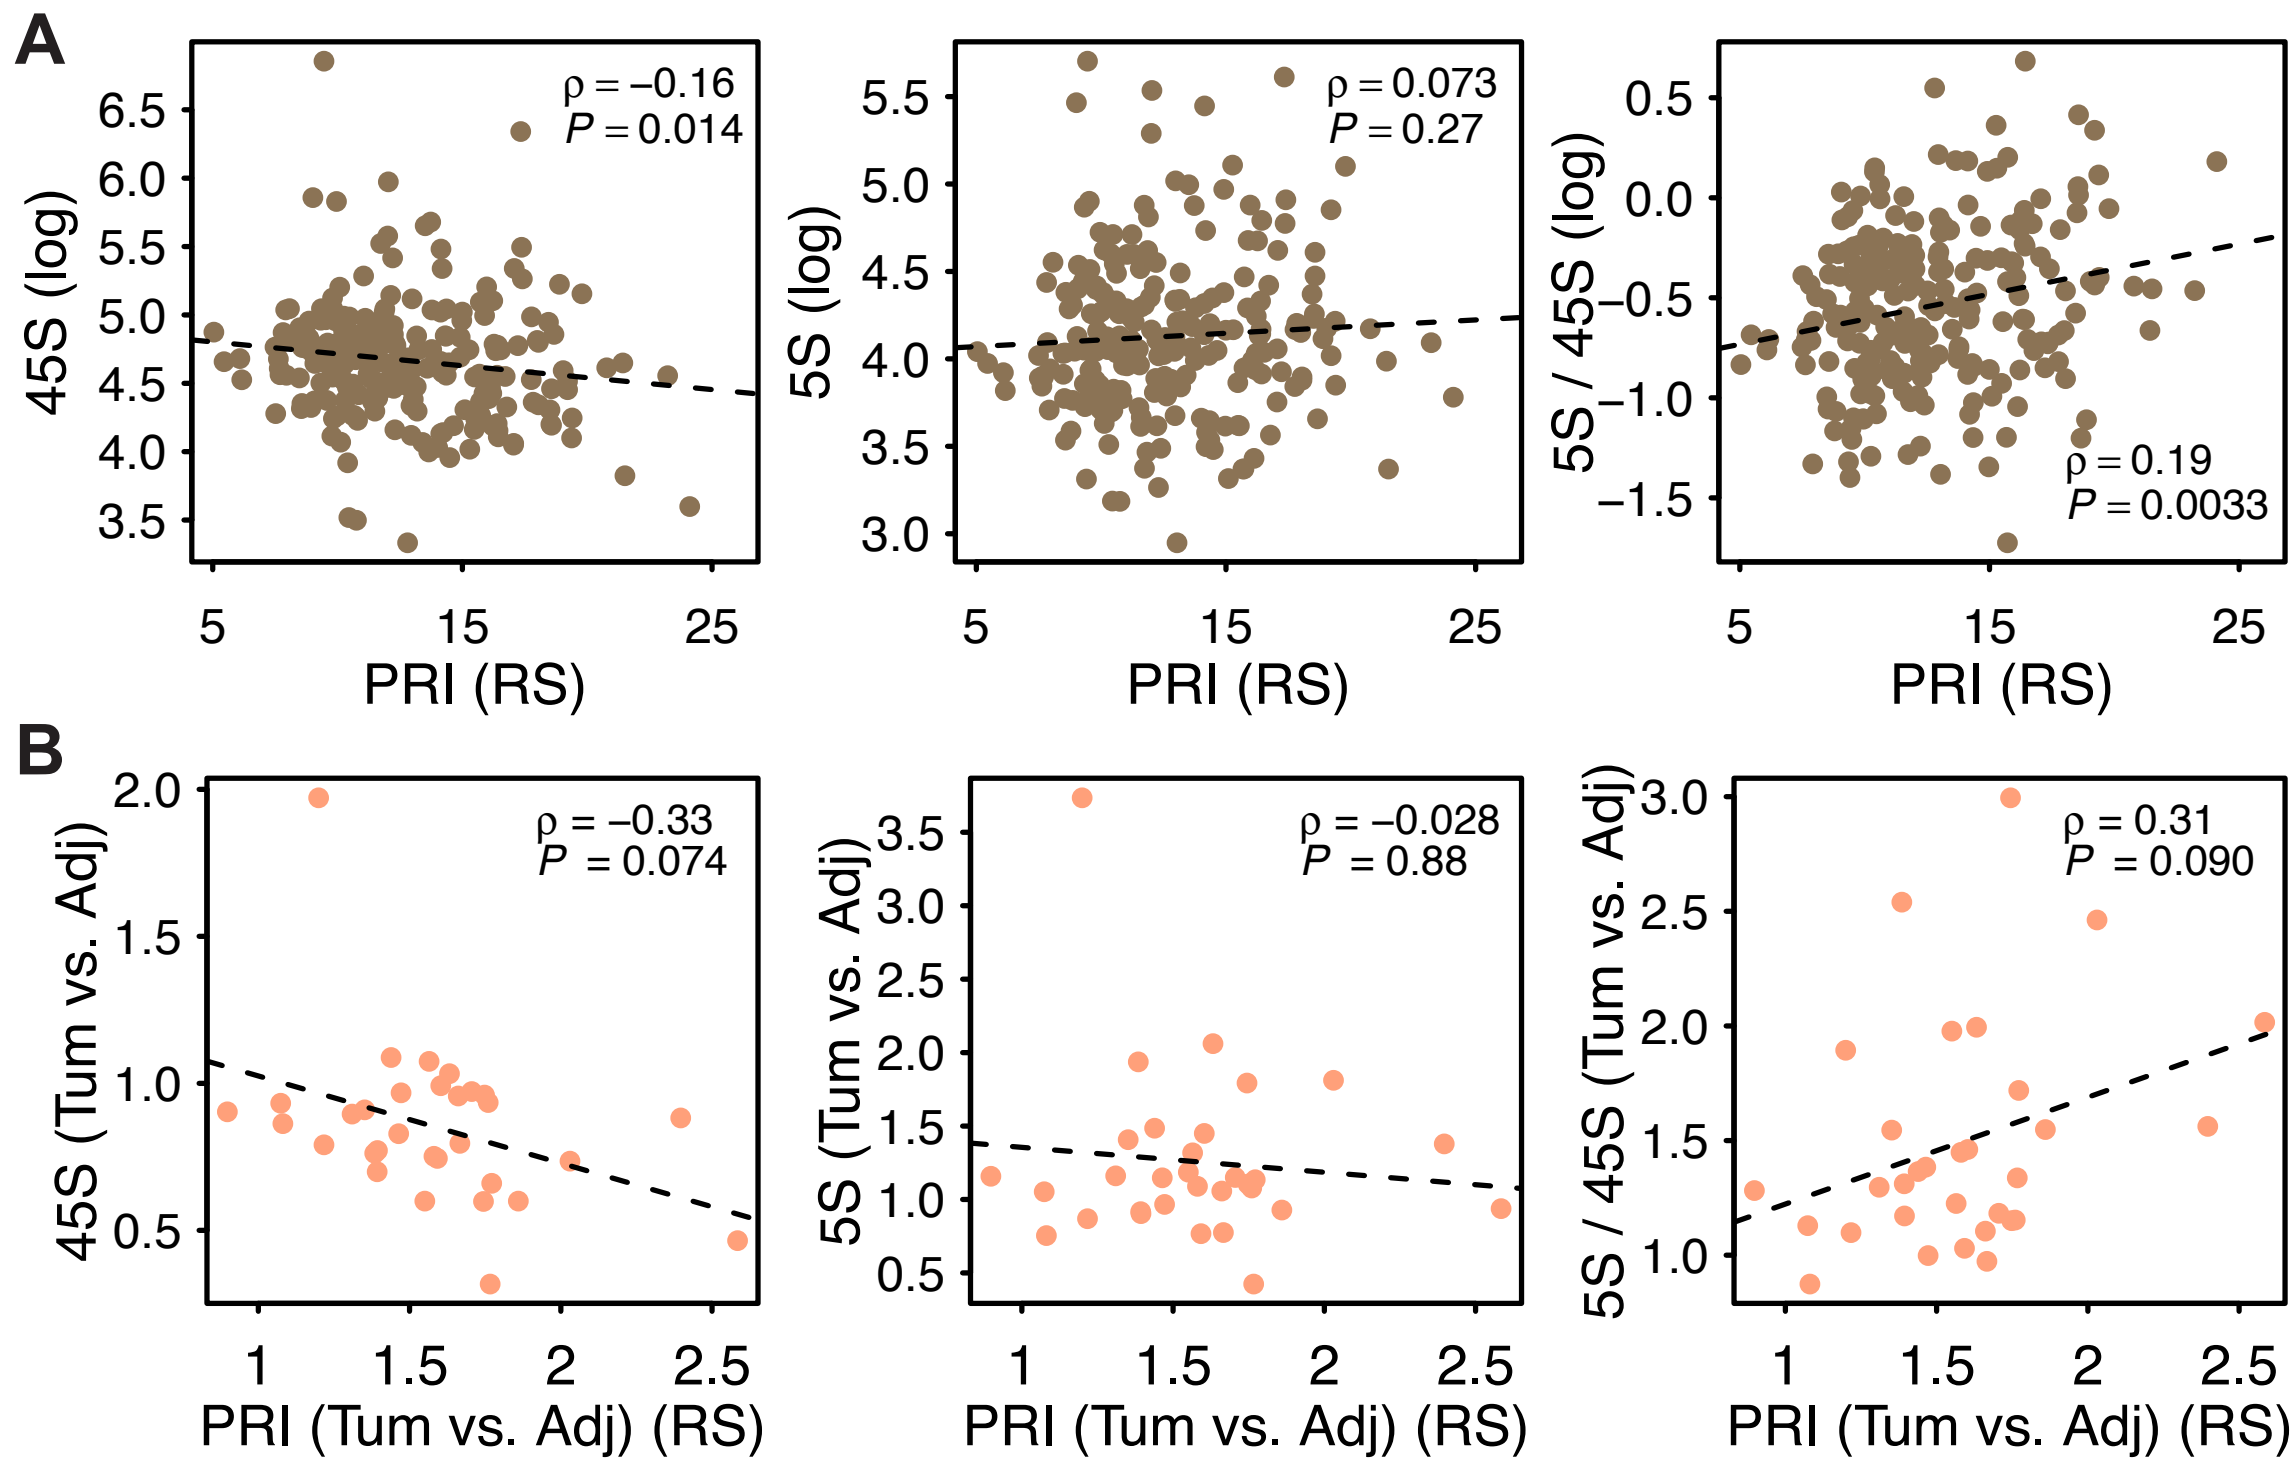 A
45S (log)
6.5
6.0
5.5
5.0
4.5
4.0
3.5
ρ = −0.16
P = 0.014
5 15 25
PRI (RS)
5S (log)
5.5
5.0
4.5
4.0
3.5
3.0
ρ = 0.073
P = 0.27
5 15 25
PRI (RS)
5S / 45S (log)
0.5
0.0
−0.5
−1.0
−1.5
ρ = 0.19
P = 0.0033
5 15 25
PRI (RS)
B
45S (Tum vs. Adj)
2.0
1.5
1.0
0.5
ρ = −0.33
P = 0.074
1 1.5 2 2.5
PRI (Tum vs. Adj) (RS)
5S (Tum vs. Adj)
3.5
3.0
2.5
2.0
1.5
1.0
0.5
ρ = −0.028
P = 0.88
1 1.5 2 2.5
PRI (Tum vs. Adj) (RS)
5S / 45S (Tum vs. Adj)
3.0
2.5
2.0
1.5
1.0
ρ = 0.31
P = 0.090
1 1.5 2 2.5
PRI (Tum vs. Adj) (RS)